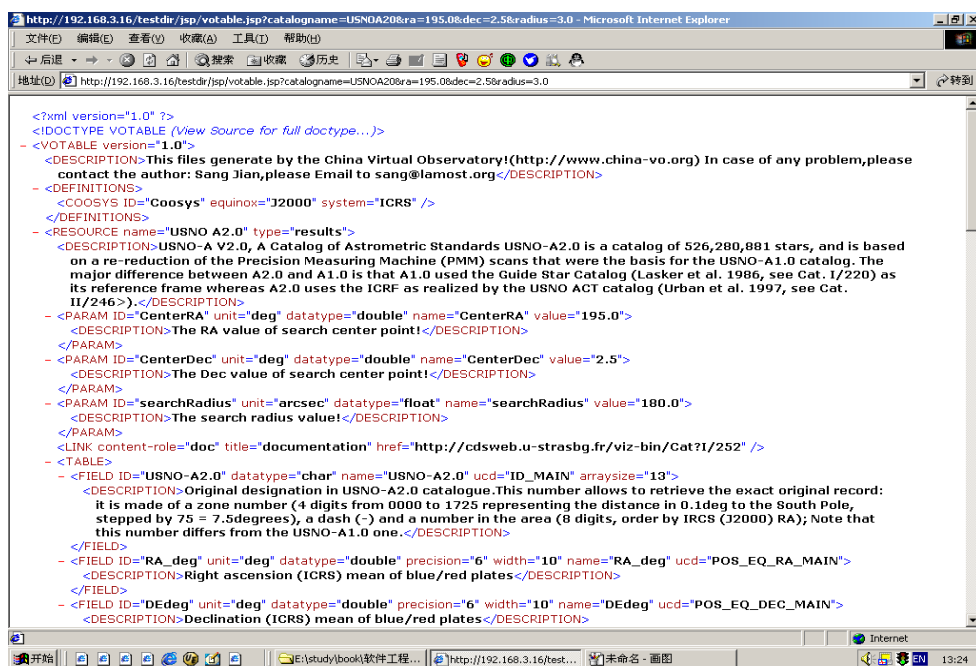 http://192.168.3.16/testdir/jsp/votable.jsp?catalogname=USNOA20&ra=195.0&dec=2.5&radius=3.0 - Microsoft Internet Explorer
文件(F) 编辑(E) 查看(V) 收藏(A) 工具(T) 帮助(H)
后退 搜索 收藏 历史
地址(D) http://192.168.3.16/testdir/jsp/votable.jsp?catalogname=USNOA20&ra=195.0&dec=2.5&radius=3.0 转到
<?xml version="1.0" ?>
<!DOCTYPE VOTABLE (View Source for full doctype...)>
- <VOTABLE version="1.0">
<DESCRIPTION>This files generate by the China Virtual Observatory!(http://www.china-vo.org) In case of any problem,please
contact the author: Sang Jian,please Email to sang@lamost.org</DESCRIPTION>
- <DEFINITIONS>
<COOSYS ID="Coosys" equinox="J2000" system="ICRS" />
</DEFINITIONS>
- <RESOURCE name="USNO A2.0" type="results">
<DESCRIPTION>USNO-A V2.0, A Catalog of Astrometric Standards USNO-A2.0 is a catalog of 526,280,881 stars, and is based
on a re-reduction of the Precision Measuring Machine (PMM) scans that were the basis for the USNO-A1.0 catalog. The
major difference between A2.0 and A1.0 is that A1.0 used the Guide Star Catalog (Lasker et al. 1986, see Cat. I/220) as
its reference frame whereas A2.0 uses the ICRF as realized by the USNO ACT catalog (Urban et al. 1997, see Cat.
II/246>).</DESCRIPTION>
- <PARAM ID="CenterRA" unit="deg" datatype="double" name="CenterRA" value="195.0">
<DESCRIPTION>The RA value of search center point!</DESCRIPTION>
</PARAM>
- <PARAM ID="CenterDec" unit="deg" datatype="double" name="CenterDec" value="2.5">
<DESCRIPTION>The Dec value of search center point!</DESCRIPTION>
</PARAM>
- <PARAM ID="searchRadius" unit="arcsec" datatype="float" name="searchRadius" value="180.0">
<DESCRIPTION>The search radius value!</DESCRIPTION>
</PARAM>
<LINK content-role="doc" title="documentation" href="http://cdsweb.u-strasbg.fr/viz-bin/Cat?I/252" />
- <TABLE>
- <FIELD ID="USNO-A2.0" datatype="char" name="USNO-A2.0" ucd="ID_MAIN" arraysize="13">
<DESCRIPTION>Original designation in USNO-A2.0 catalogue.This number allows to retrieve the exact original record:
it is made of a zone number (4 digits from 0000 to 1725 representing the distance in 0.1deg to the South Pole,
stepped by 75 = 7.5degrees), a dash (-) and a number in the area (8 digits, order by IRCS (J2000) RA); Note that
this number differs from the USNO-A1.0 one.</DESCRIPTION>
</FIELD>
- <FIELD ID="RA_deg" unit="deg" datatype="double" precision="6" width="10" name="RA_deg" ucd="POS_EQ_RA_MAIN">
<DESCRIPTION>Right ascension (ICRS) mean of blue/red plates</DESCRIPTION>
</FIELD>
- <FIELD ID="DEdeg" unit="deg" datatype="double" precision="6" width="10" name="DEdeg" ucd="POS_EQ_DEC_MAIN">
<DESCRIPTION>Declination (ICRS) mean of blue/red plates</DESCRIPTION>
Internet
开始 E:\study\book\软件工程... http://192.168.3.16/test... 未命名 - 画图 EN 13:24